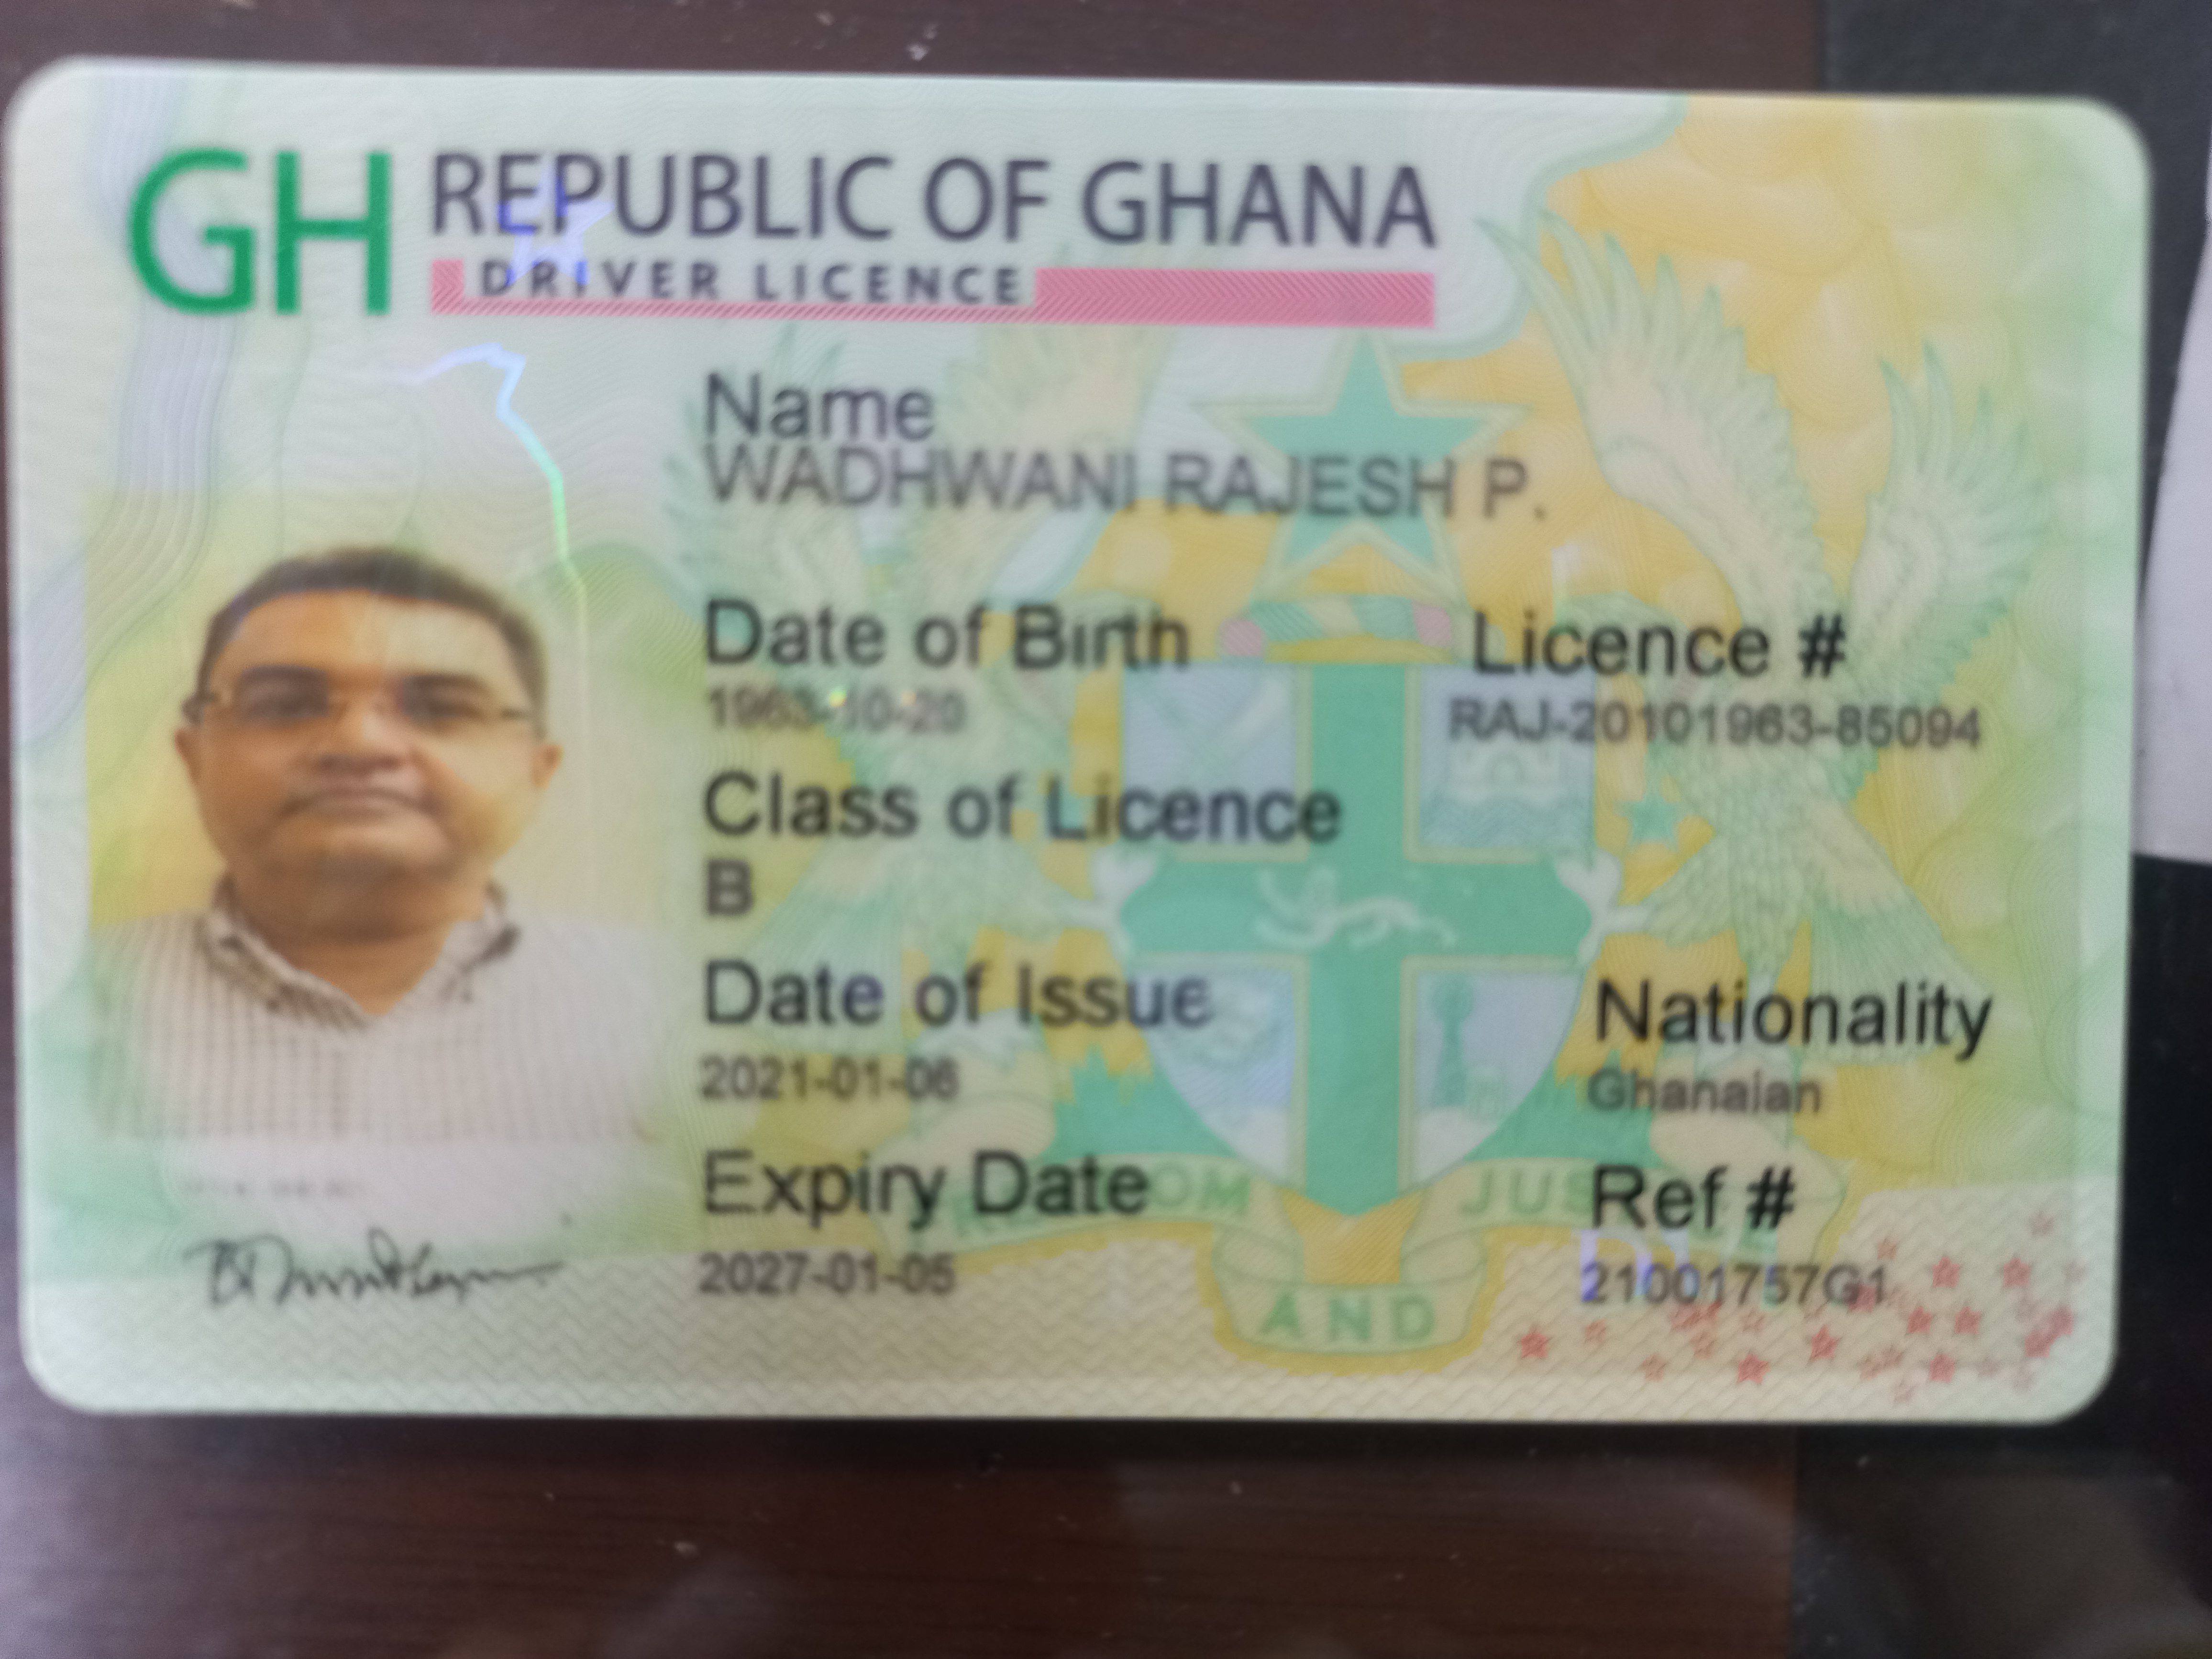 GH
REPUBLIC OF GHANA
DRIVER LICENCE
Name
WADHWANI RAJESH P.
Date of Birth
1963-10-20
Licence #
RAJ-20101963-85094
Class of Licence
B
Date of Issue
2021-01-06
Nationality
Ghanaian
Expiry Date
2027-01-05
Ref #
21001757G1
AND